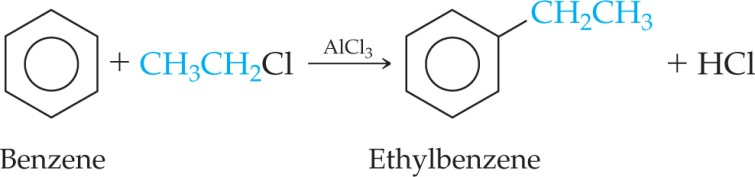 CH₂CH₃
+ CH₃CH₂Cl AlCl₃ + HCl
Benzene Ethylbenzene